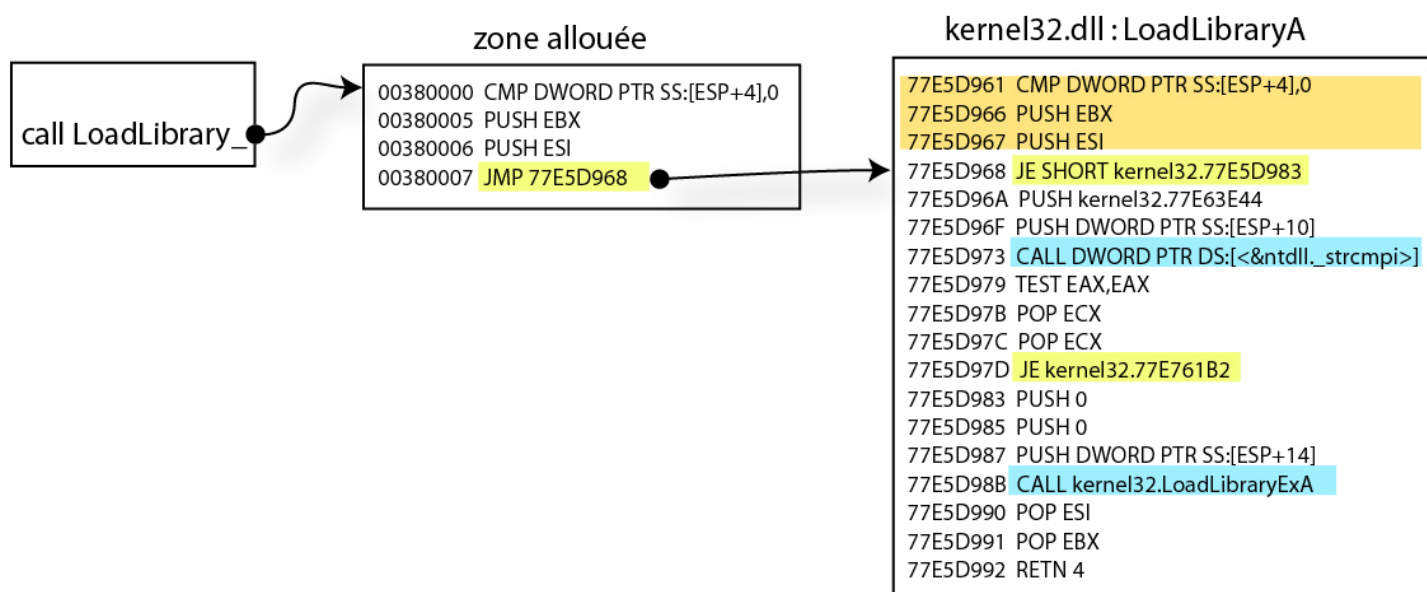 call LoadLibrary_
zone allouée
00380000 CMP DWORD PTR SS:[ESP+4],0
00380005 PUSH EBX
00380006 PUSH ESI
00380007 JMP 77E5D968
kernel32.dll : LoadLibraryA
77E5D961 CMP DWORD PTR SS:[ESP+4],0
77E5D966 PUSH EBX
77E5D967 PUSH ESI
77E5D968 JE SHORT kernel32.77E5D983
77E5D96A PUSH kernel32.77E63E44
77E5D96F PUSH DWORD PTR SS:[ESP+10]
77E5D973 CALL DWORD PTR DS:[<&ntdll._strcmpi>]
77E5D979 TEST EAX,EAX
77E5D97B POP ECX
77E5D97C POP ECX
77E5D97D JE kernel32.77E761B2
77E5D983 PUSH 0
77E5D985 PUSH 0
77E5D987 PUSH DWORD PTR SS:[ESP+14]
77E5D98B CALL kernel32.LoadLibraryExA
77E5D990 POP ESI
77E5D991 POP EBX
77E5D992 RETN 4